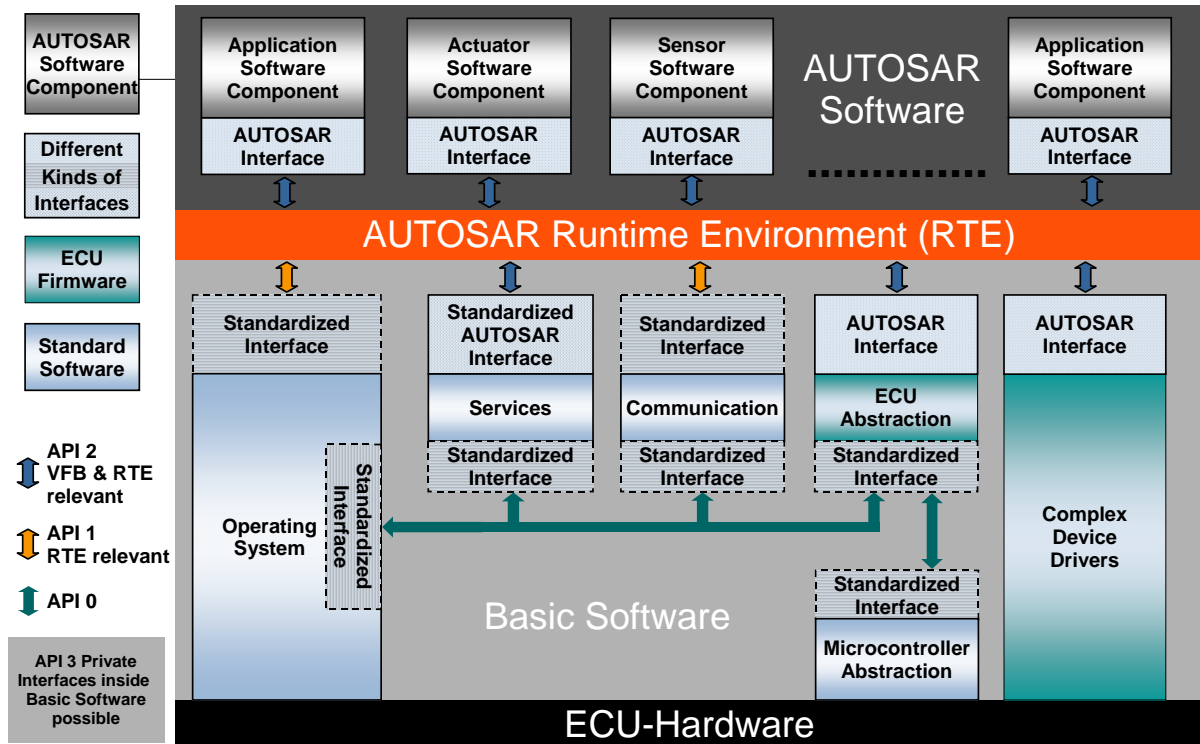 AUTOSAR
Software
Component
Different
Kinds of
Interfaces
ECU
Firmware
Standard
Software
API 2
VFB & RTE
relevant
API 1
RTE relevant
API 0
API 3 Private
Interfaces inside
Basic Software
possible
Application
Software
Component
AUTOSAR
Interface
Actuator
Software
Component
AUTOSAR
Interface
Sensor
Software
Component
AUTOSAR
Interface
AUTOSAR
Software
Application
Software
Component
AUTOSAR
Interface
AUTOSAR Runtime Environment (RTE)
Standardized
Interface
Operating
System
Standardized
Interface
Standardized
AUTOSAR
Interface
Services
Standardized
Interface
Standardized
Interface
Communication
Standardized
Interface
AUTOSAR
Interface
ECU
Abstraction
Standardized
Interface
Standardized
Interface
Microcontroller
Abstraction
AUTOSAR
Interface
Complex
Device
Drivers
Basic Software
ECU-Hardware